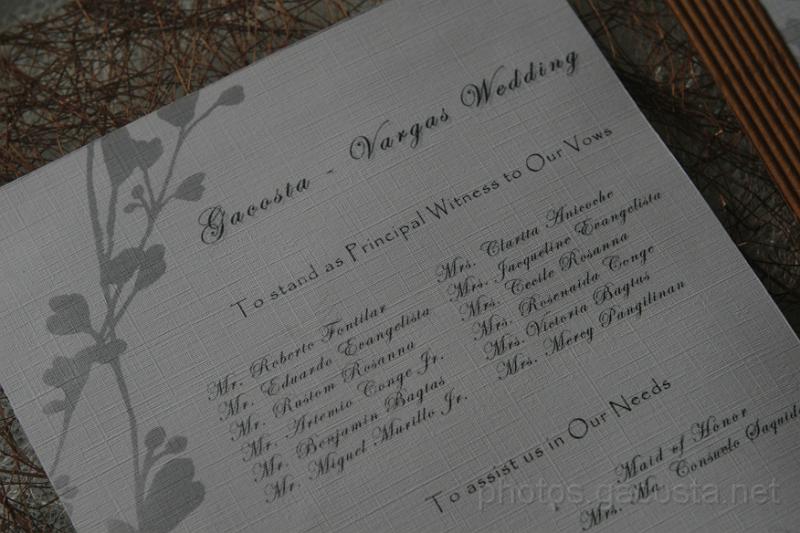 Gacosta - Vargas Wedding
To stand as Principal Witness to Our Vows
Mr. Roberto Fontilar
Mr. Eduardo Evangelista
Mr. Rustom Rosanna
Mr. Artemio Conge Jr.
Mr. Benjamin Bagtas
Mr. Miguel Murillo Jr.
Mrs. Clarita Anicoche
Mrs. Jacqueline Evangelista
Mrs. Cecile Rosanna
Mrs. Rosenaida Conge
Mrs. Victoria Bagtas
Mrs. Mercy Pangilinan
To assist us in Our Needs
Maid of Honor
Mrs. Ma. Consuelo
photos.gacosta.net